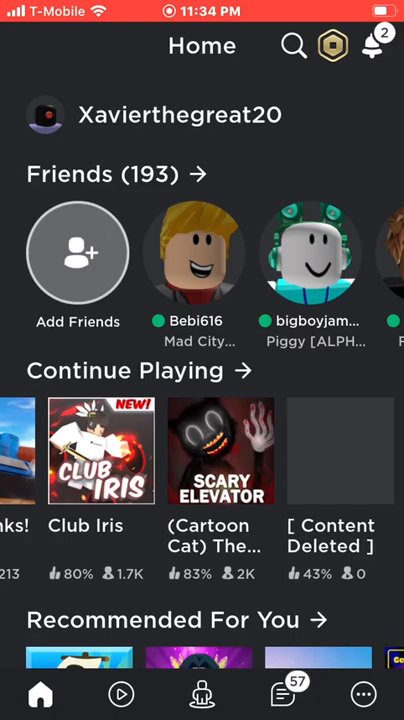 T-Mobile 11:34 PM
Home
2
Xavierthegreat20
Friends (193) →
Add Friends
Bebi616
Mad City...
bigboyjam...
Piggy [ALPH...
Continue Playing →
NEW!
CLUB
IRIS
SCARY
ELEVATOR
nks!
Club Iris
(Cartoon
Cat) The...
[ Content
Deleted ]
213
80% 1.7K
83% 2K
43% 0
Recommended For You →
57